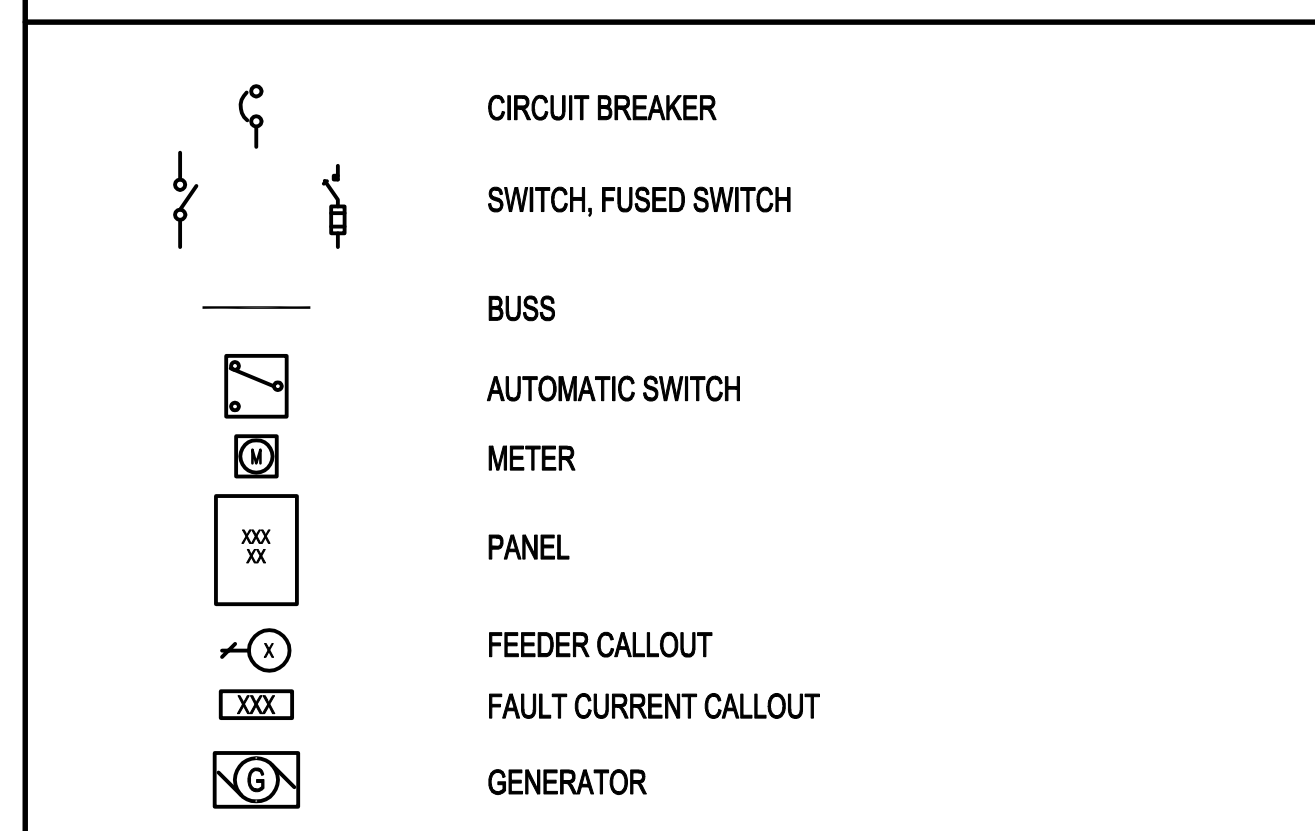 CIRCUIT BREAKER
SWITCH, FUSED SWITCH
BUSS
AUTOMATIC SWITCH
M METER
XXX
XX
PANEL
X FEEDER CALLOUT
XXX FAULT CURRENT CALLOUT
G GENERATOR